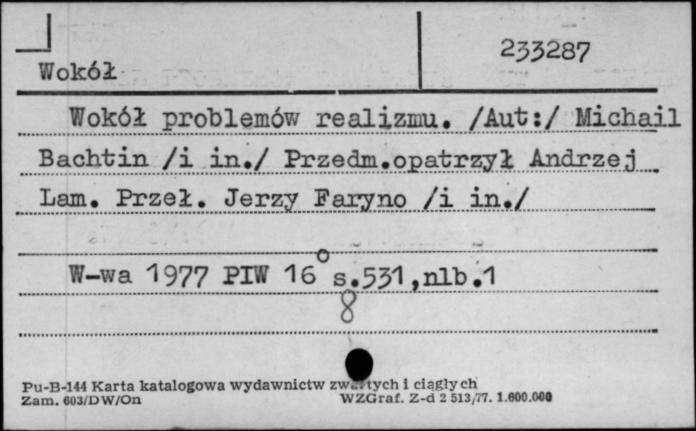 233287
Wokół
Wokół problemów realizmu. /Aut:/ Michail
Bachtin /i in./ Przedm.opatrzył Andrzej
Lam. Przeł. Jerzy Faryno /i in./
W-wa 1977 PIW 16° s.531,nlb.1
8
Pu-B-144 Karta katalogowa wydawnictw zwartych i ciągłych
Zam. 603/DW/On WZGraf. Z-d 2 513/77. 1.600.000